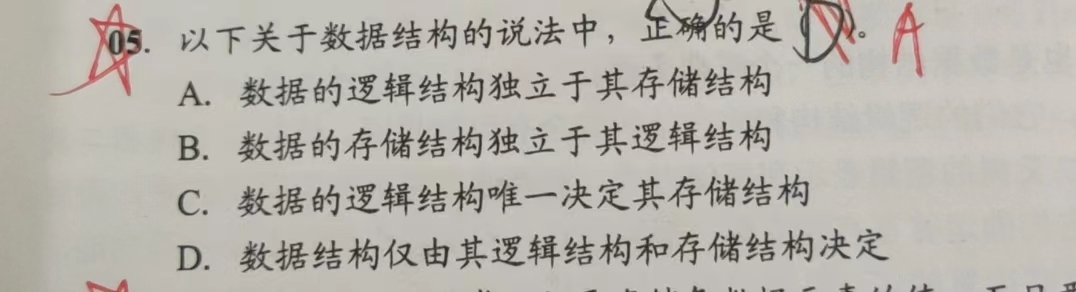 05. 以下关于数据结构的说法中，正确的是 D)。 A
A. 数据的逻辑结构独立于其存储结构
B. 数据的存储结构独立于其逻辑结构
C. 数据的逻辑结构唯一决定其存储结构
D. 数据结构仅由其逻辑结构和存储结构决定